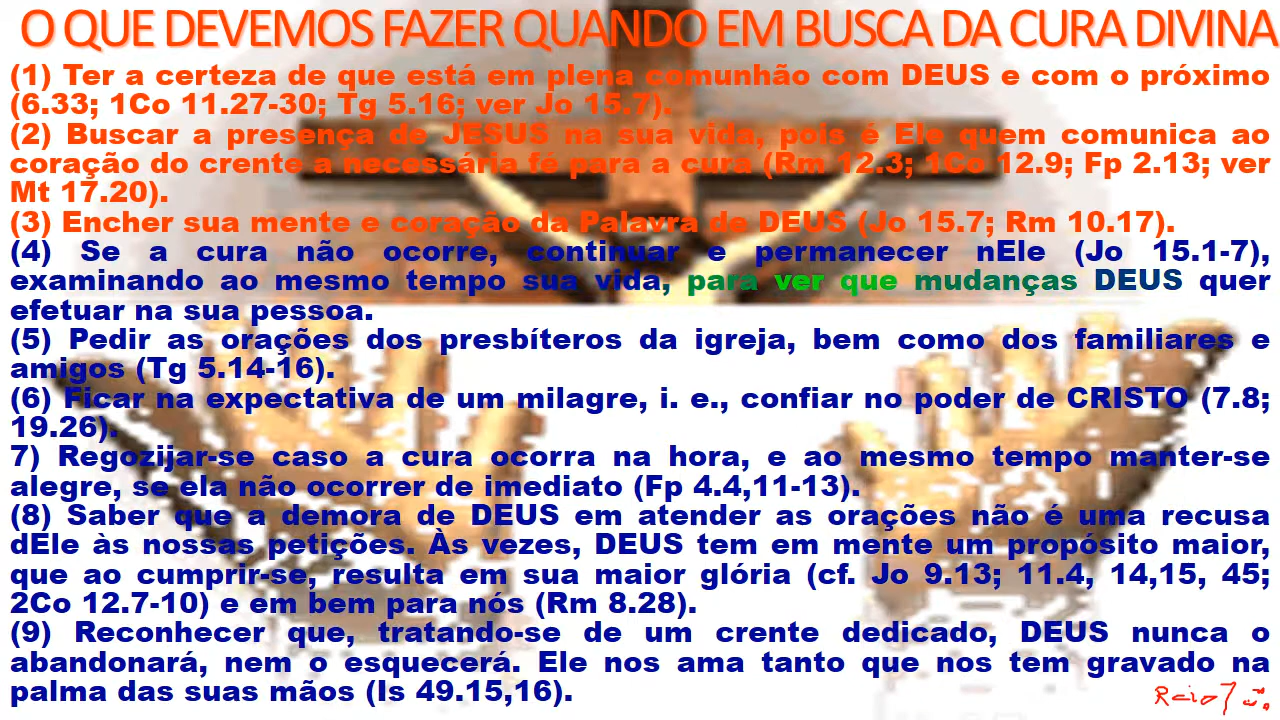 O QUE DEVEMOS FAZER QUANDO EM BUSCA DA CURA DIVINA
(1) Ter a certeza de que está em plena comunhão com DEUS e com o próximo
(6.33; 1Co 11.27-30; Tg 5.16; ver Jo 15.7).
(2) Buscar a presença de JESUS na sua vida, pois é Ele quem comunica ao
coração do crente a necessária fé para a cura (Rm 12.3; 1Co 12.9; Fp 2.13; ver
Mt 17.20).
(3) Encher sua mente e coração da Palavra de DEUS (Jo 15.7; Rm 10.17).
(4) Se a cura não ocorre, continuar e permanecer nEle (Jo 15.1-7),
examinando ao mesmo tempo sua vida, para ver que mudanças DEUS quer
efetuar na sua pessoa.
(5) Pedir as orações dos presbíteros da igreja, bem como dos familiares e
amigos (Tg 5.14-16).
(6) Ficar na expectativa de um milagre, i. e., confiar no poder de CRISTO (7.8;
19.26).
7) Regozijar-se caso a cura ocorra na hora, e ao mesmo tempo manter-se
alegre, se ela não ocorrer de imediato (Fp 4.4,11-13).
(8) Saber que a demora de DEUS em atender as orações não é uma recusa
dEle às nossas petições. Às vezes, DEUS tem em mente um propósito maior,
que ao cumprir-se, resulta em sua maior glória (cf. Jo 9.13; 11.4, 14,15, 45;
2Co 12.7-10) e em bem para nós (Rm 8.28).
(9) Reconhecer que, tratando-se de um crente dedicado, DEUS nunca o
abandonará, nem o esquecerá. Ele nos ama tanto que nos tem gravado na
palma das suas mãos (Is 49.15,16).